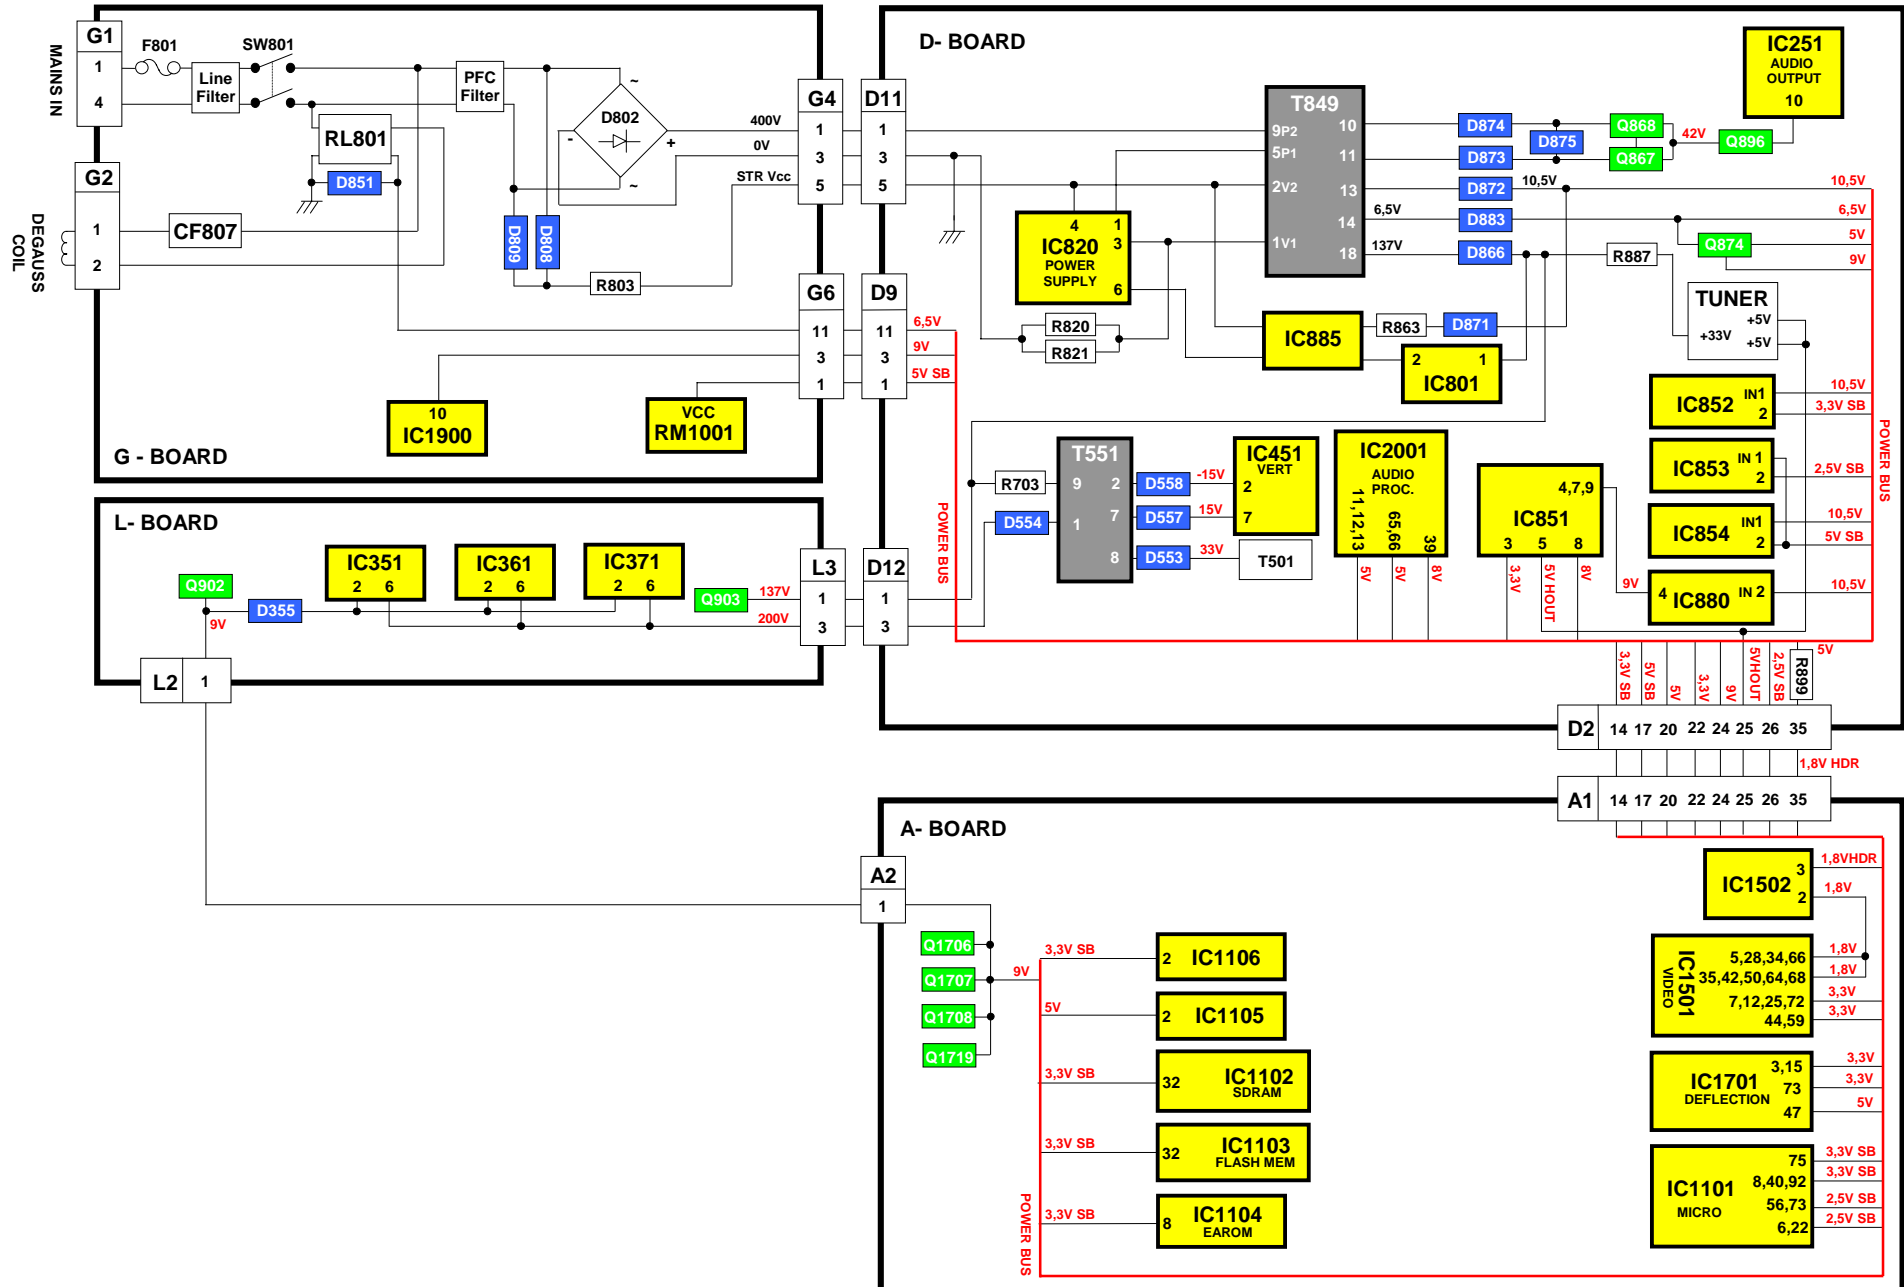 G - BOARD
G1
1
4
MAINS IN
F801
Line
Filter
SW801
PFC
Filter
D802
~
~
-
+
RL801
D851
G2
1
2
DEGAUSS
COIL
CF807
D809
D808
R803
400V
0V
STR Vcc
G4
1
3
5
G6
11
3
1
10
IC1900
VCC
RM1001
D- BOARD
D11
1
3
5
D9
11
3
1
6,5V
9V
5V SB
POWER BUS
T849
9P2
5P1
2V2
1V1
10
11
13
14
18
6,5V
137V
D874
D873
D872
D883
D866
D875
10,5V
Q868
Q867
42V
Q896
IC251
AUDIO
OUTPUT
10
10,5V
6,5V
5V
9V
Q874
R887
4
1
IC820
3
POWER
SUPPLY
6
R820
R821
IC885
R863
D871
2
1
IC801
TUNER
+5V
+33V
+5V
IC852
IN1
2
10,5V
3,3V SB
IC853
IN 1
2
2,5V SB
IC854
IN1
2
10,5V
5V SB
9V
4
IC880
IN 2
10,5V
POWER BUS
T551
9
2
1
7
8
R703
D554
D558
D557
D553
-15V
15V
33V
IC451
VERT
2
7
T501
IC2001
AUDIO
PROC.
11,12,13
65,66
39
5V
5V
8V
4,7,9
IC851
3
5
8
3,3V
5V HOUT
8V
3,3V SB
5V SB
5V
3,3V
9V
5VHOUT
2,5V SB
R899
5V
D2
14
17
20
22
24
25
26
35
1,8V HDR
L- BOARD
Q902
9V
D355
IC351
2
6
IC361
2
6
IC371
2
6
Q903
137V
200V
L3
1
3
D12
1
3
L2
1
A1
14
17
20
22
24
25
26
35
A- BOARD
A2
1
Q1706
Q1707
Q1708
Q1719
9V
3,3V SB
2
IC1106
5V
2
IC1105
3,3V SB
32
IC1102
SDRAM
3,3V SB
32
IC1103
FLASH MEM
3,3V SB
8
IC1104
EAROM
POWER BUS
IC1502
3
2
1,8VHDR
1,8V
IC1501
VIDEO
5,28,34,66
35,42,50,64,68
7,12,25,72
44,59
1,8V
1,8V
3,3V
3,3V
IC1701
DEFLECTION
3,15
73
47
3,3V
3,3V
5V
IC1101
MICRO
75
8,40,92
56,73
6,22
3,3V SB
3,3V SB
2,5V SB
2,5V SB